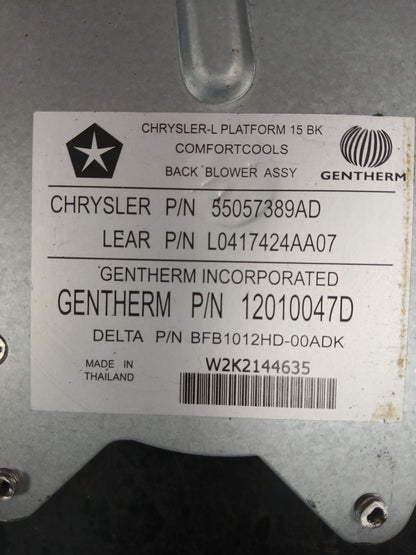 CHRYSLER-L PLATFORM 15 BK
COMFORTCOOLS
BACK BLOWER ASSY
GENTHERM
CHRYSLER P/N 55057389AD
LEAR P/N L0417424AA07
GENTHERM INCORPORATED
GENTHERM P/N 12010047D
DELTA P/N BFB1012HD-00ADK
MADE IN
THAILAND
W2K2144635